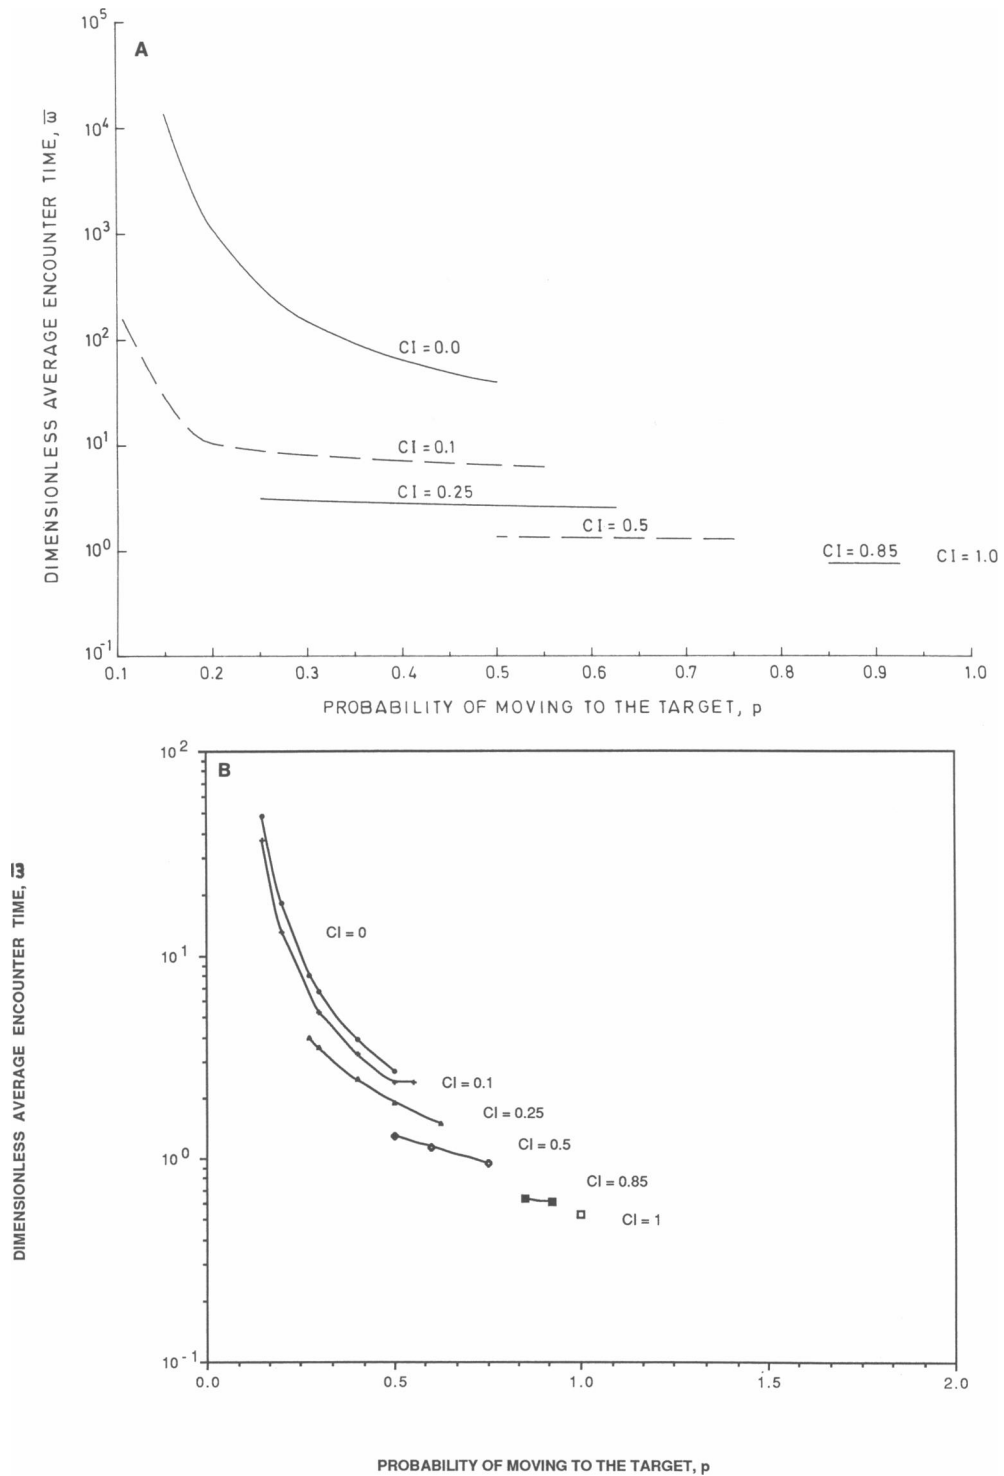 A
DIMENSIONLESS AVERAGE ENCOUNTER TIME, ω̅
10^5
10^4
10^3
10^2
10^1
10^0
10^-1
CI = 0.0
CI = 0.1
CI = 0.25
CI = 0.5
CI = 0.85
CI = 1.0
0.1 0.2 0.3 0.4 0.5 0.6 0.7 0.8 0.9 1.0
PROBABILITY OF MOVING TO THE TARGET, p
B
DIMENSIONLESS AVERAGE ENCOUNTER TIME, ω̅
10^2
10^1
10^0
10^-1
CI = 0
CI = 0.1
CI = 0.25
CI = 0.5
CI = 0.85
CI = 1
0.0 0.5 1.0 1.5 2.0
PROBABILITY OF MOVING TO THE TARGET, p